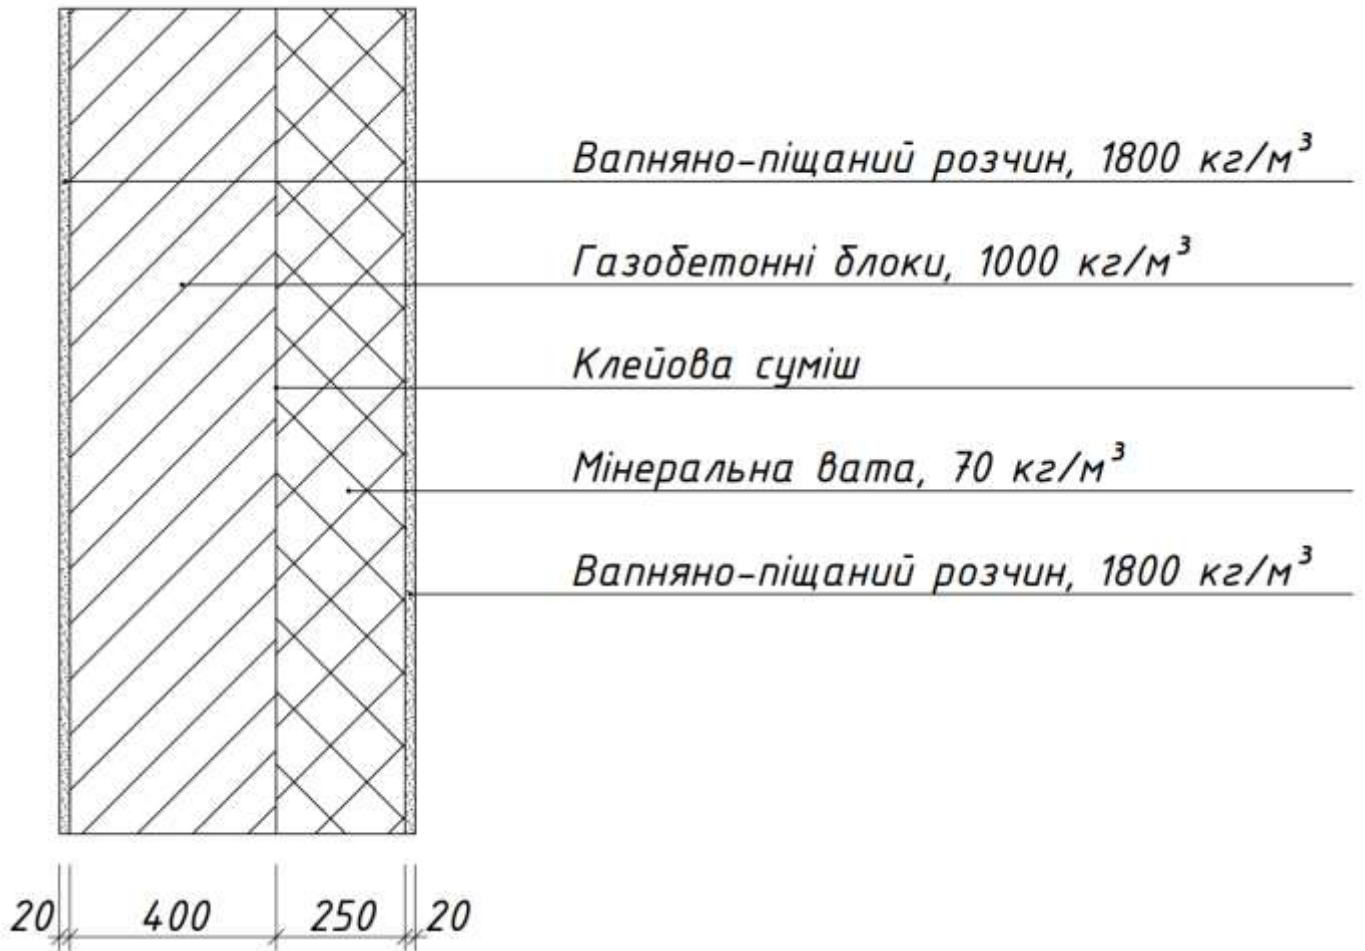 Вапняно-піщаний розчин, 1800 кг/м³
Газобетонні блоки, 1000 кг/м³
Клейова суміш
Мінеральна вата, 70 кг/м³
Вапняно-піщаний розчин, 1800 кг/м³
20 400 250 20